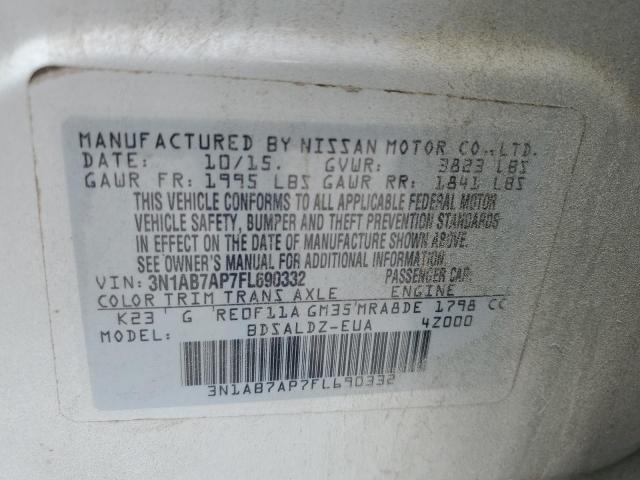 MANUFACTURED BY NISSAN MOTOR CO.,LTD.
DATE: 10/15. GVWR: 3823 LBS
GAWR FR: 1995 LBS GAWR RR: 1841 LBS
THIS VEHICLE CONFORMS TO ALL APPLICABLE FEDERAL MOTOR
VEHICLE SAFETY, BUMPER AND THEFT PREVENTION STANDARDS
IN EFFECT ON THE DATE OF MANUFACTURE SHOWN ABOVE.
SEE OWNER'S MANUAL FOR ADDITIONAL INFORMATION.
VIN: 3N1AB7AP7FL690332 PASSENGER CAR
COLOR TRIM TRANS AXLE ENGINE
K23 G RE0F11A GM35 MRA8DE 1798 CC
MODEL: BDSALDZ-EUA 4Z000
3N1AB7AP7FL690332